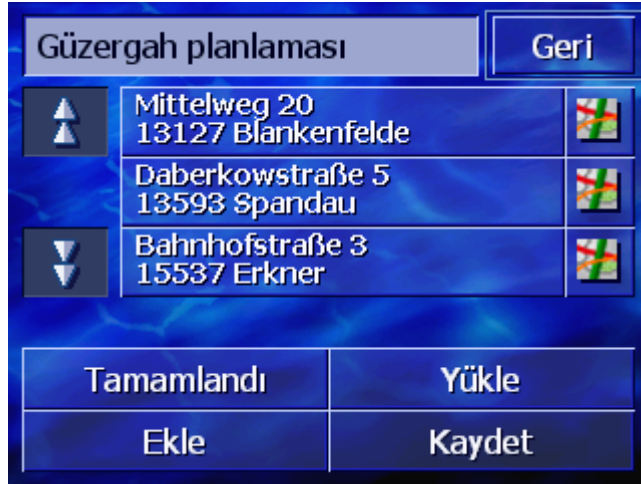 Güzergah planlaması
Geri
Mittelweg 20
13127 Blankenfelde
Daberkowstraße 5
13593 Spandau
Bahnhofstraße 3
15537 Erkner
Tamamlandı
Yükle
Ekle
Kaydet